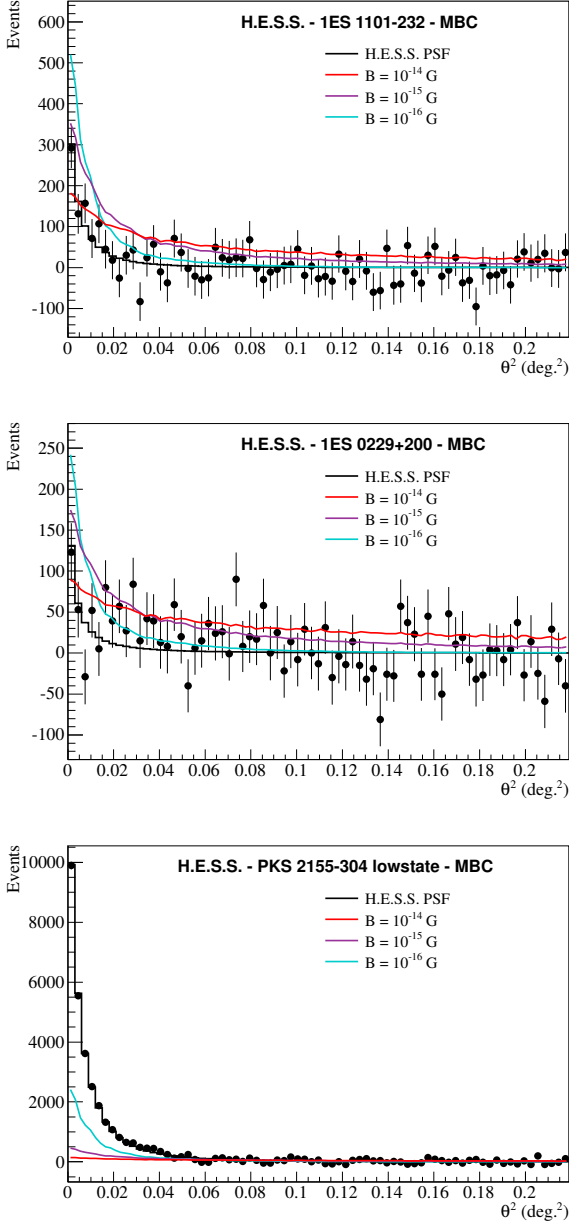 Events
H.E.S.S. - 1ES 1101-232 - MBC
H.E.S.S. PSF
B = 10⁻¹⁴ G
B = 10⁻¹⁵ G
B = 10⁻¹⁶ G
600
500
400
300
200
100
0
-100
0 0.02 0.04 0.06 0.08 0.1 0.12 0.14 0.16 0.18 0.2
θ² (deg.²)
Events
H.E.S.S. - 1ES 0229+200 - MBC
H.E.S.S. PSF
B = 10⁻¹⁴ G
B = 10⁻¹⁵ G
B = 10⁻¹⁶ G
250
200
150
100
50
0
-50
-100
0 0.02 0.04 0.06 0.08 0.1 0.12 0.14 0.16 0.18 0.2
θ² (deg.²)
Events
H.E.S.S. - PKS 2155-304 lowstate - MBC
H.E.S.S. PSF
B = 10⁻¹⁴ G
B = 10⁻¹⁵ G
B = 10⁻¹⁶ G
10000
8000
6000
4000
2000
0
0 0.02 0.04 0.06 0.08 0.1 0.12 0.14 0.16 0.18 0.2
θ² (deg.²)